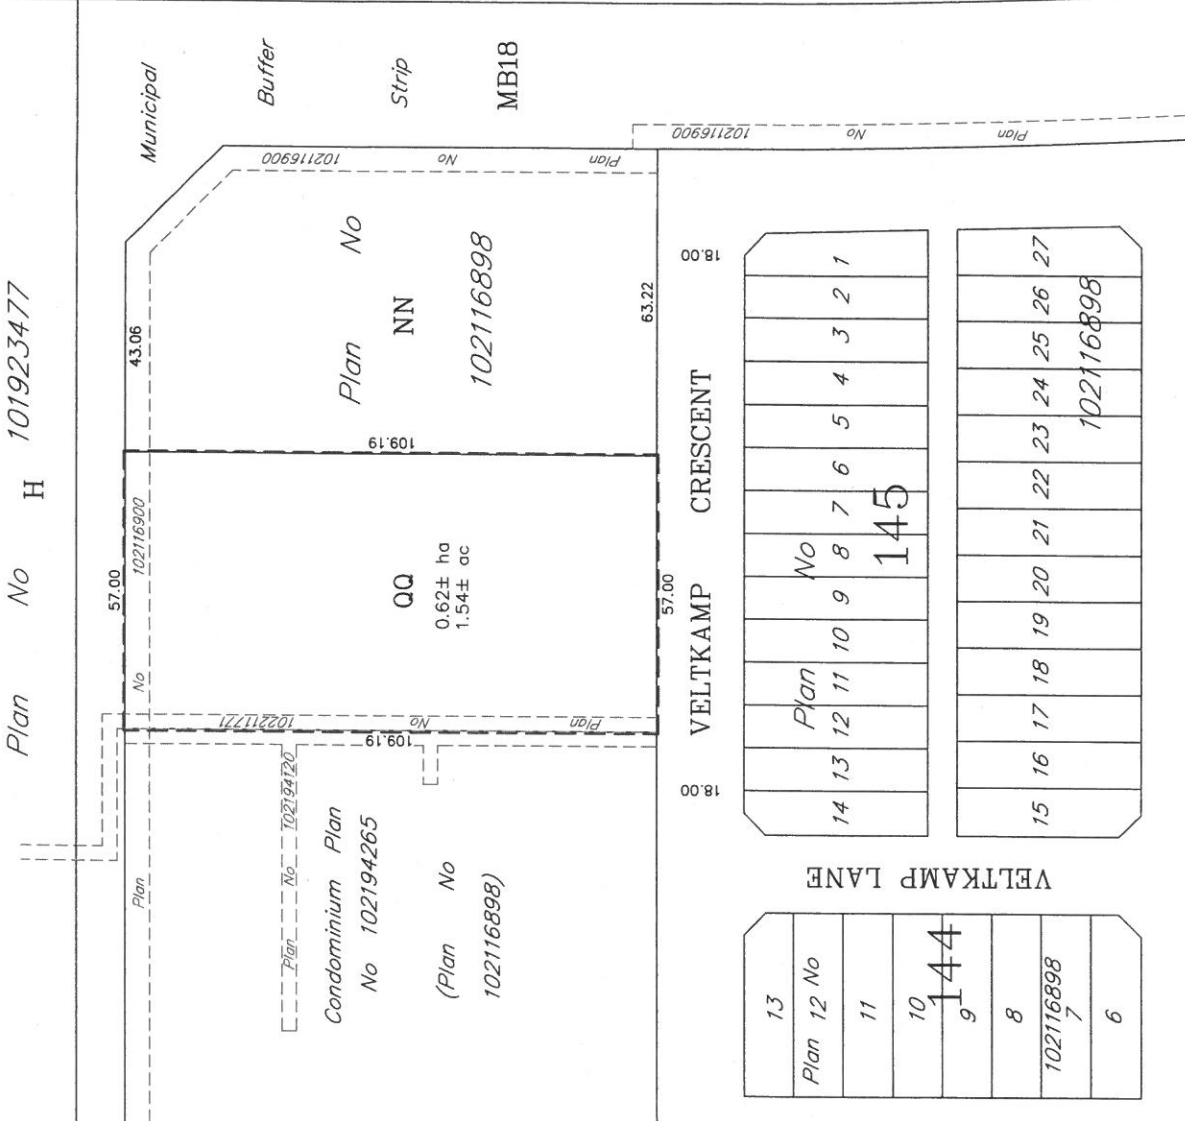 Plan No H 101923477
Municipal Buffer Strip MB18
Plan No 102116900
Plan No 102116900
43.06
Plan No
NN
102116898
63.22
109.19
57.00
Plan No 102116900
QQ
0.62± ha
1.54± ac
57.00
Plan No 102211771
109.19
Plan No 102194120
Condominium Plan
No 102194265
(Plan No
102116898)
VELTKAMP CRESCENT
18.00
18.00
1
2
3
4
5
6
7
8
9
10
11
12
13
14
Plan No
145
27
26
25
24
23
22
21
20
19
18
17
16
15
102116898
VELTKAMP LANE
13
Plan 12 No
11
10
144
9
8
102116898
7
6